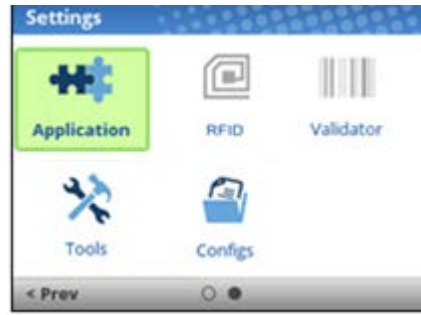 Settings
Application
RFID
Validator
Tools
Configs
< Prev